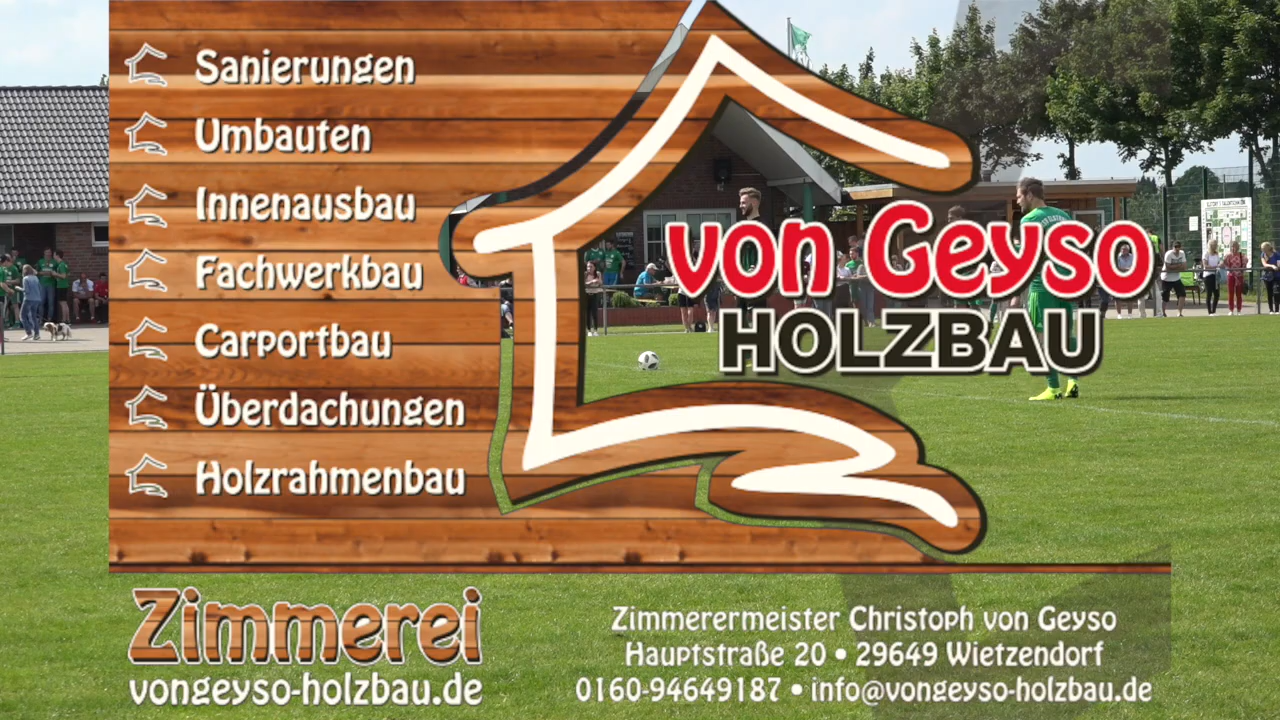 Sanierungen
Umbauten
Innenausbau
Fachwerkbau
Carportbau
Überdachungen
Holzrahmenbau
von Geyso
HOLZBAU
Zimmerei
vongeyso-holzbau.de
Zimmerermeister Christoph von Geyso
Hauptstraße 20 • 29649 Wietzendorf
0160-94649187 • info@vongeyso-holzbau.de